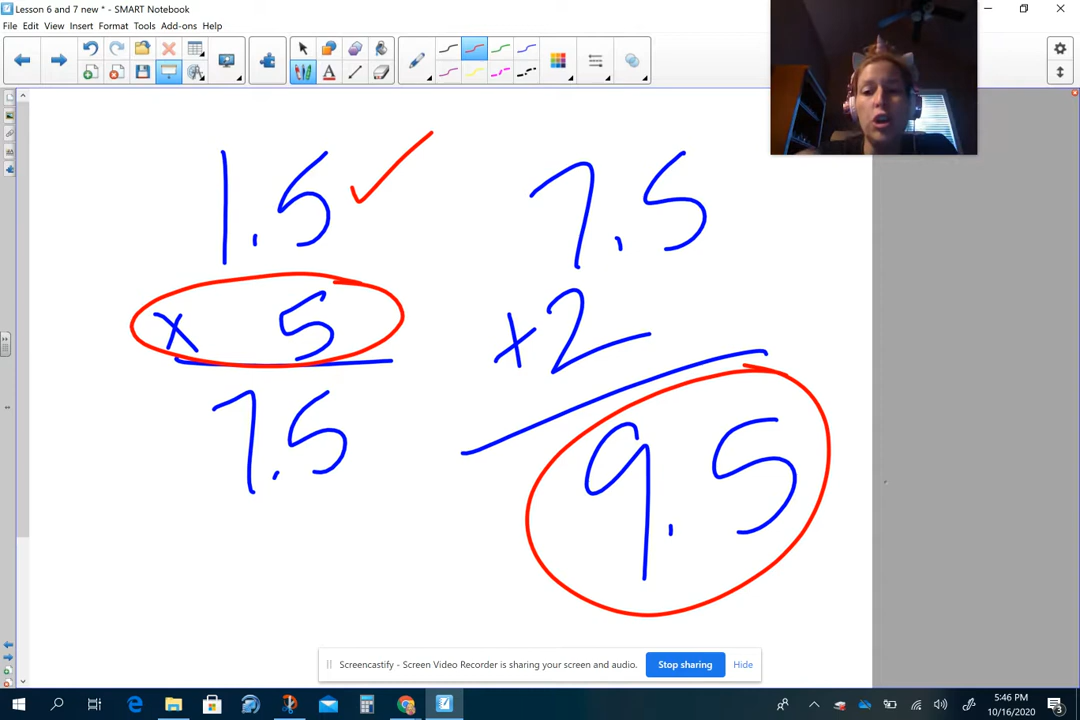 Lesson 6 and 7 new * - SMART Notebook
File Edit View Insert Format Tools Add-ons Help
1.5
x 5
7.5
7.5
+2
9.5
Screencastify - Screen Video Recorder is sharing your screen and audio.
Stop sharing
Hide
5:46 PM
10/16/2020
3